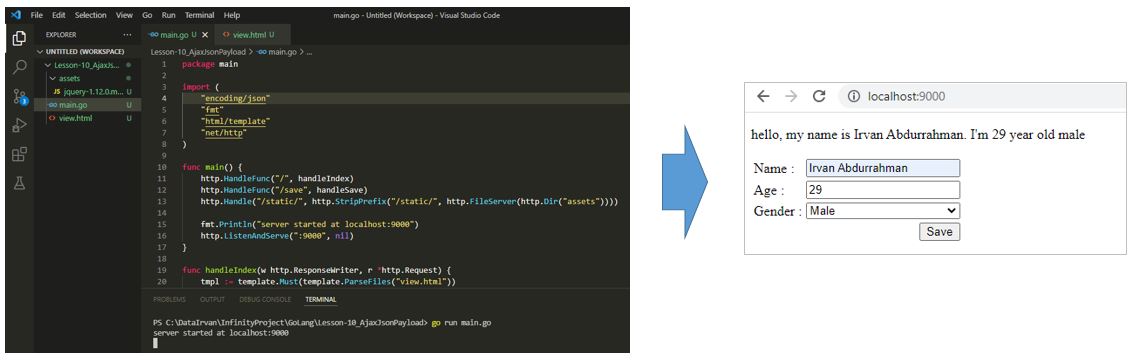 File Edit Selection View Go Run Terminal Help main.go - Untitled (Workspace) - Visual Studio Code
EXPLORER ...
UNTITLED (WORKSPACE)
Lesson-10_AjaxJs...
assets
JS jquery-1.12.0.m... U
main.go U
view.html U
3
main.go U
view.html U
Lesson-10_AjaxJsonPayload > main.go > ...
1 package main
2
3 import (
4 "encoding/json"
5 "fmt"
6 "html/template"
7 "net/http"
8 )
9
10 func main() {
11 http.HandleFunc("/", handleIndex)
12 http.HandleFunc("/save", handleSave)
13 http.Handle("/static/", http.StripPrefix("/static/", http.FileServer(http.Dir("assets"))))
14
15 fmt.Println("server started at localhost:9000")
16 http.ListenAndServe(":9000", nil)
17 }
18
19 func handleIndex(w http.ResponseWriter, r *http.Request) {
20 tmpl := template.Must(template.ParseFiles("view.html"))
PROBLEMS OUTPUT DEBUG CONSOLE TERMINAL
PS C:\DataIrvan\InfinityProject\GoLang\Lesson-10_AjaxJsonPayload> go run main.go
server started at localhost:9000
localhost:9000
hello, my name is Irvan Abdurrahman. I'm 29 year old male
Name : Irvan Abdurrahman
Age : 29
Gender : Male
Save